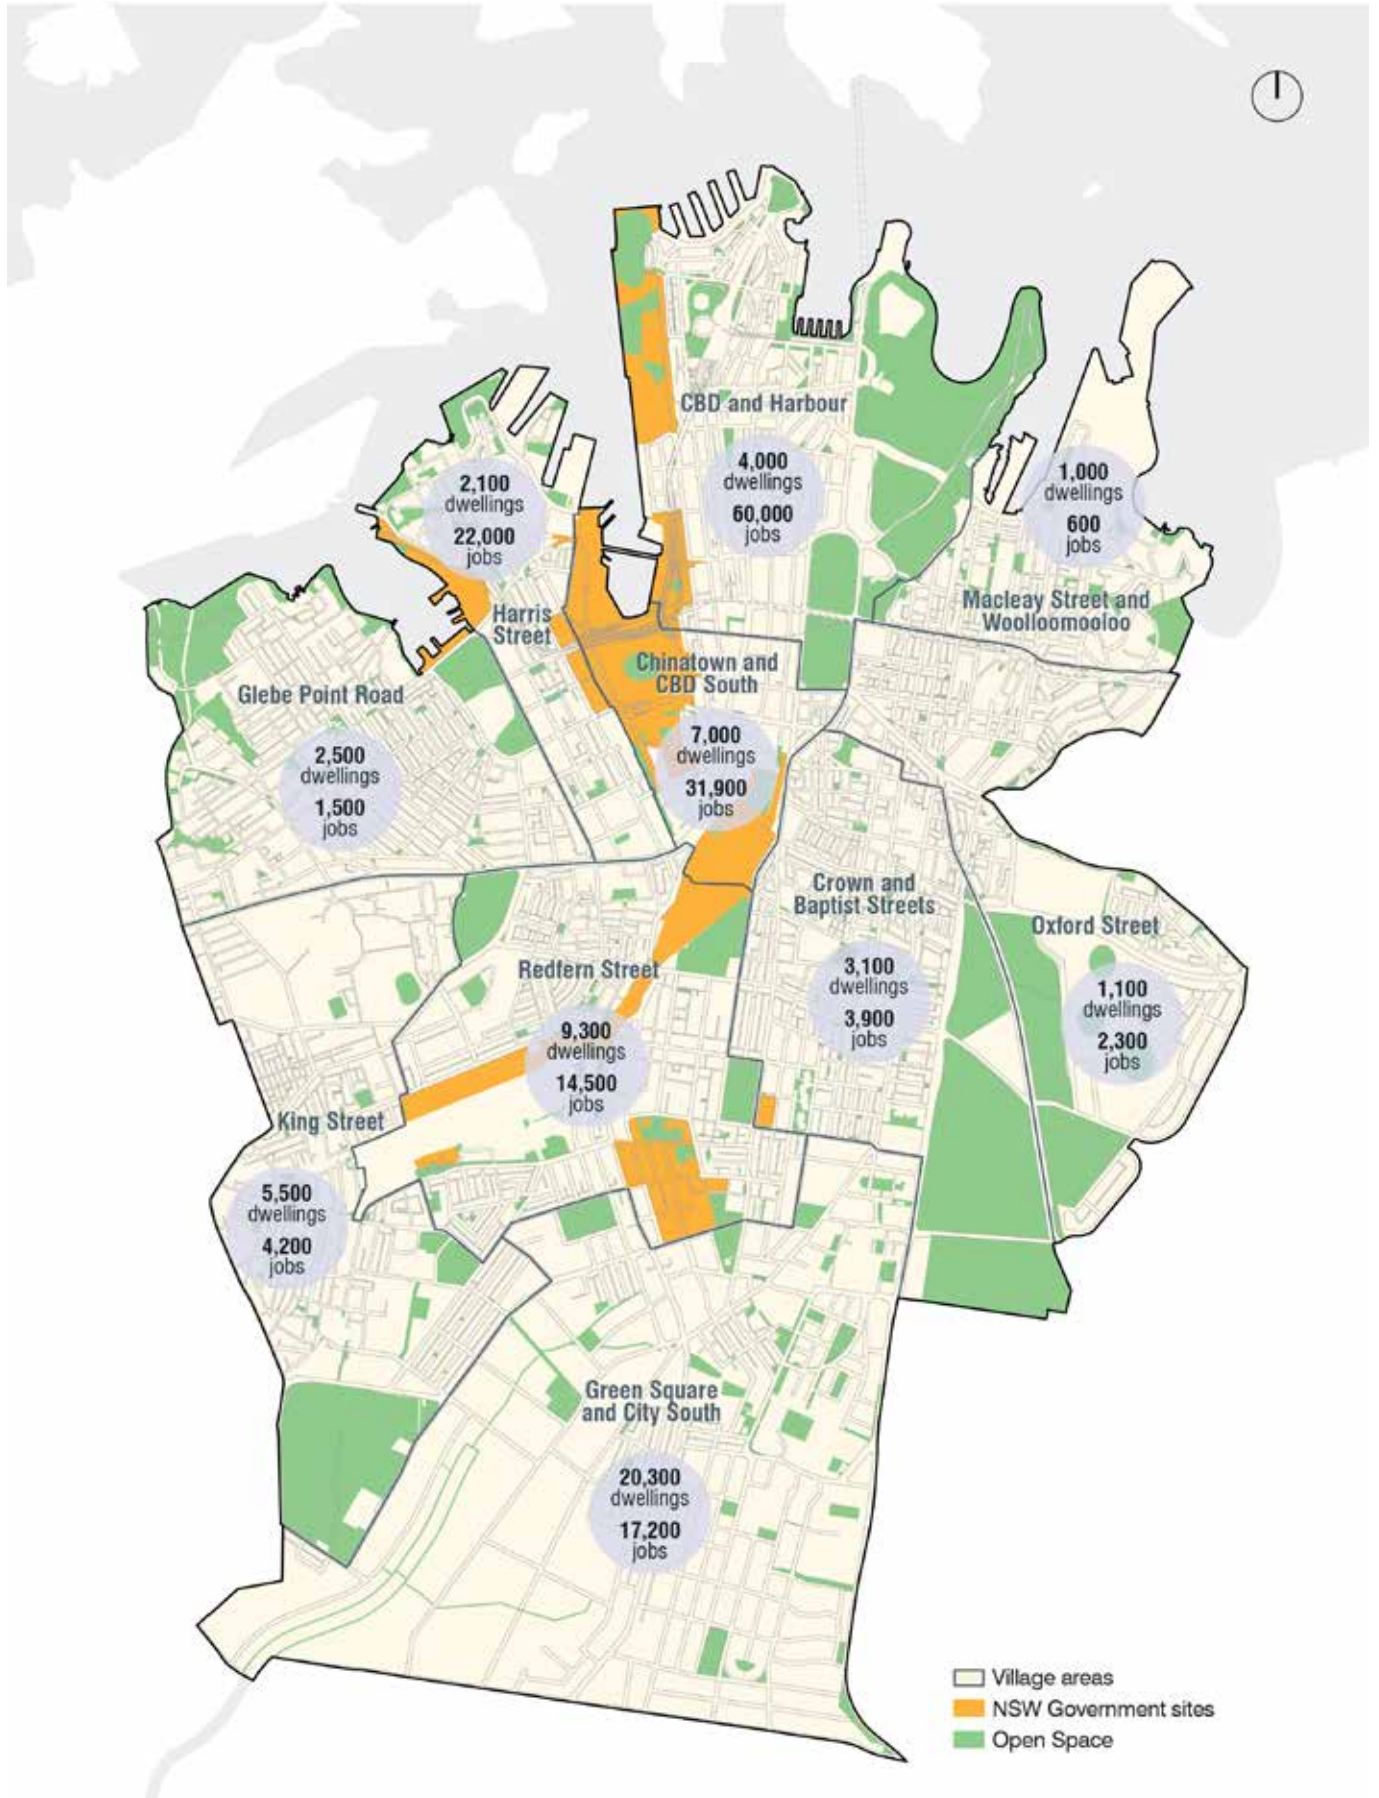 CBD and Harbour
4,000
dwellings
60,000
jobs
2,100
dwellings
22,000
jobs
Harris
Street
1,000
dwellings
600
jobs
Macleay Street and
Woolloomooloo
Glebe Point Road
2,500
dwellings
1,500
jobs
Chinatown and
CBD South
7,000
dwellings
31,900
jobs
Crown and
Baptist Streets
3,100
dwellings
3,900
jobs
Oxford Street
1,100
dwellings
2,300
jobs
Redfern Street
9,300
dwellings
14,500
jobs
King Street
5,500
dwellings
4,200
jobs
Green Square
and City South
20,300
dwellings
17,200
jobs
Village areas
NSW Government sites
Open Space